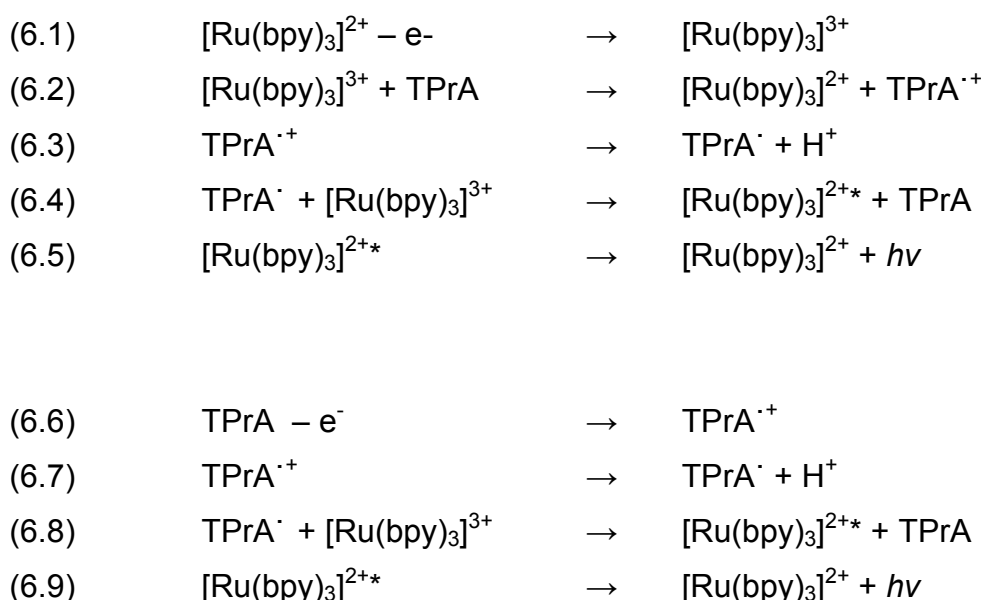 (6.1) [Ru(bpy)₃]²⁺ – e- → [Ru(bpy)₃]³⁺
(6.2) [Ru(bpy)₃]³⁺ + TPrA → [Ru(bpy)₃]²⁺ + TPrA˙⁺
(6.3) TPrA˙⁺ → TPrA˙ + H⁺
(6.4) TPrA˙ + [Ru(bpy)₃]³⁺ → [Ru(bpy)₃]²⁺* + TPrA
(6.5) [Ru(bpy)₃]²⁺* → [Ru(bpy)₃]²⁺ + hv
(6.6) TPrA – e⁻ → TPrA˙⁺
(6.7) TPrA˙⁺ → TPrA˙ + H⁺
(6.8) TPrA˙ + [Ru(bpy)₃]³⁺ → [Ru(bpy)₃]²⁺* + TPrA
(6.9) [Ru(bpy)₃]²⁺* → [Ru(bpy)₃]²⁺ + hv